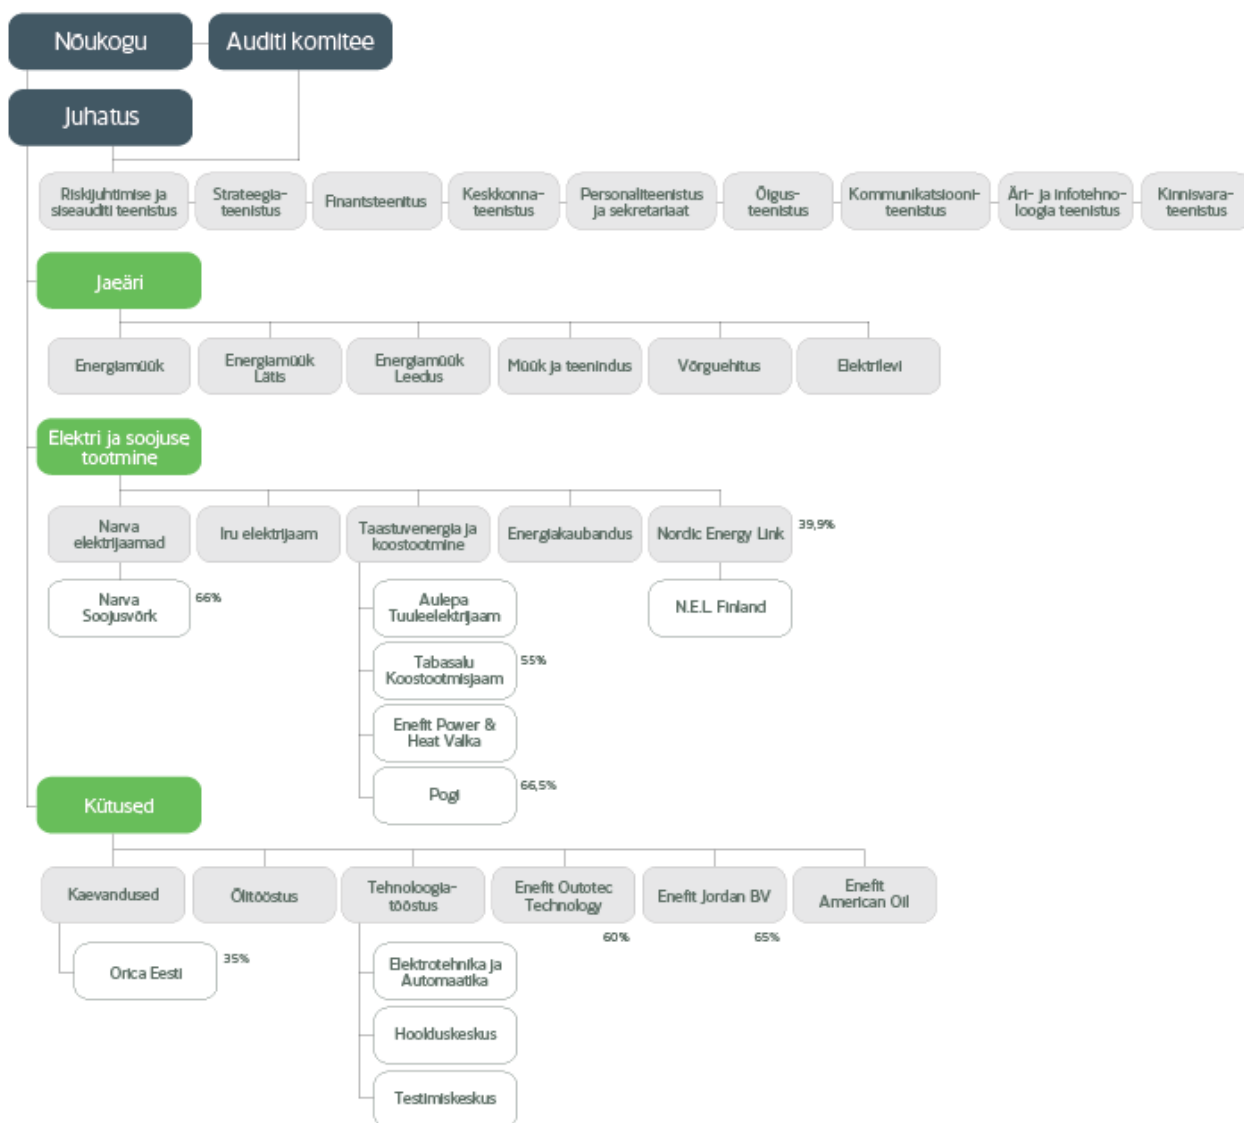 Nõukogu
Auditi komitee
Juhatus
Riskijuhtimise ja
siseauditi teenistus
Strateegia-
teenistus
Finantsteenitus
Keskkonna-
teenistus
Personaliteenistus
ja sekretariaat
Õigus-
teenistus
Kommunikatsiooni-
teenistus
Äri- ja infotehno-
loogia teenistus
Kinnisvara-
teenistus
Jaeäri
Energiamüük
Energiamüük
Lätis
Energiamüük
Leedus
Müük ja teenindus
Võrguehitus
Elektrilevi
Elektri ja soojuse
tootmine
Narva
elektrijaamad
Iru elektrijaam
Taastuvenergia ja
koostootmine
Energiakaubandus
Nordic Energy Link
39,9%
Narva
Soojusvõrk
66%
Aulepa
Tuuleelektrijaam
N.E.L. Finland
Tabasalu
Koostootmisjaam
55%
Enefit Power &
Heat Valka
Pogi
66,5%
Kütused
Kaevandused
Õlitööstus
Tehnoloogia-
tööstus
Enefit Outotec
Technology
60%
Enefit Jordan BV
65%
Enefit
American Oil
Orica Eesti
35%
Elektrotehnika ja
Automaatika
Hoolduskeskus
Testimiskeskus